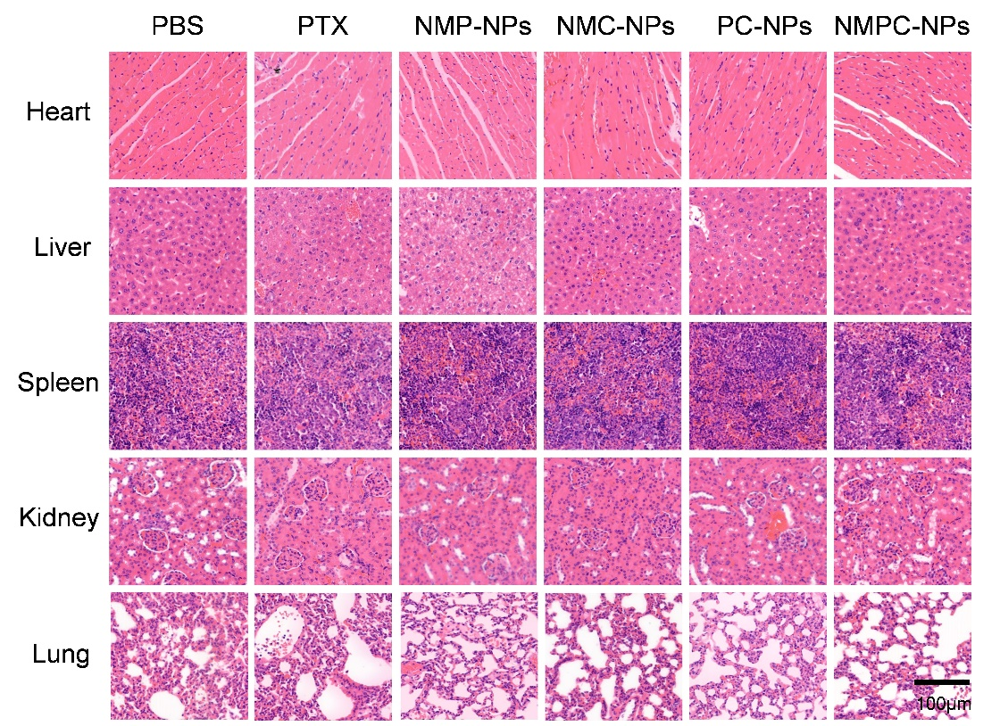 PBS PTX NMP-NPs NMC-NPs PC-NPs NMPC-NPs
Heart
Liver
Spleen
Kidney
Lung
100μm